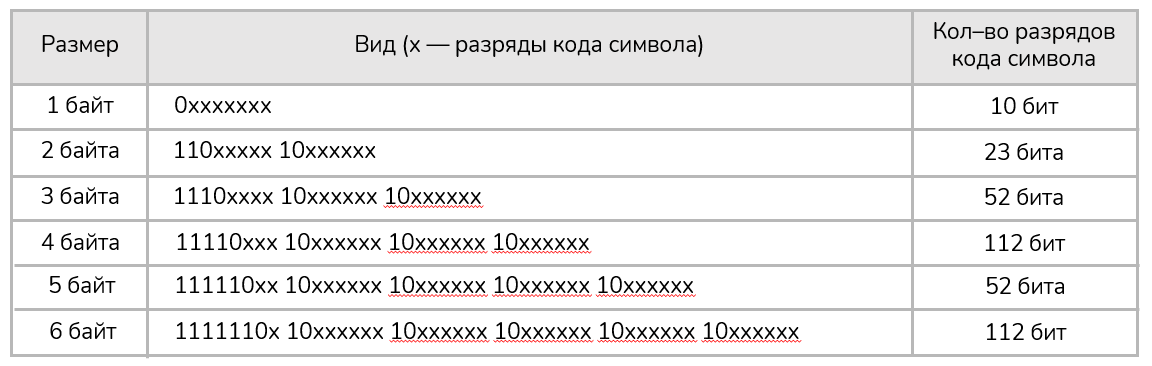 Размер Вид (x — разряды кода символа) Кол–во разрядов кода символа
1 байт 0xxxxxxx 10 бит
2 байта 110xxxxx 10xxxxxx 23 бита
3 байта 1110xxxx 10xxxxxx 10xxxxxx 52 бита
4 байта 11110xxx 10xxxxxx 10xxxxxx 10xxxxxx 112 бит
5 байт 111110xx 10xxxxxx 10xxxxxx 10xxxxxx 10xxxxxx 52 бита
6 байт 1111110x 10xxxxxx 10xxxxxx 10xxxxxx 10xxxxxx 10xxxxxx 112 бит